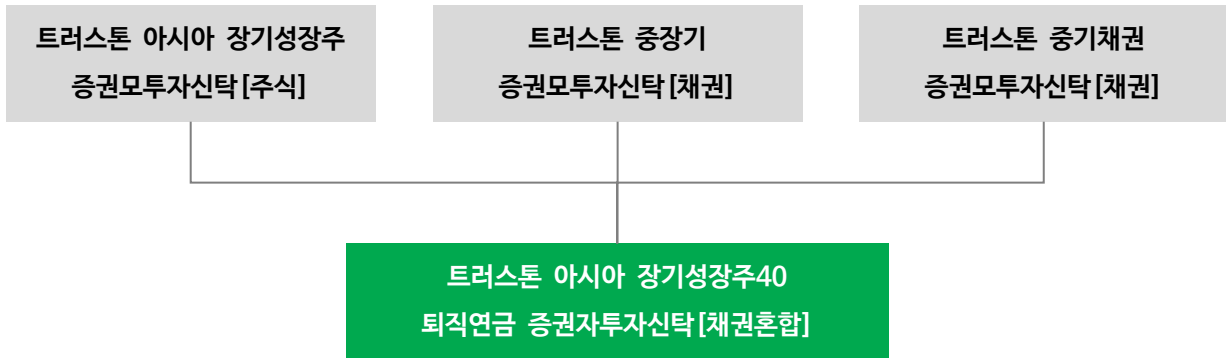 트러스톤 아시아 장기성장주
증권모투자신탁[주식]
트러스톤 중장기
증권모투자신탁[채권]
트러스톤 중기채권
증권모투자신탁[채권]
트러스톤 아시아 장기성장주40
퇴직연금 증권자투자신탁[채권혼합]